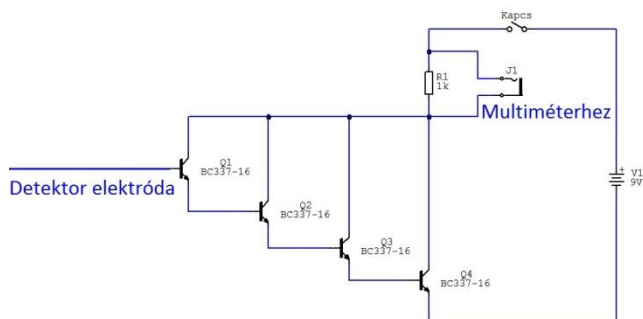 Kapcs
R1
1k
J1
Multiméterhez
Q1
BC337-16
Detektor elektróda
Q2
BC337-16
Q3
BC337-16
Q4
BC337-16
+
V1
9V